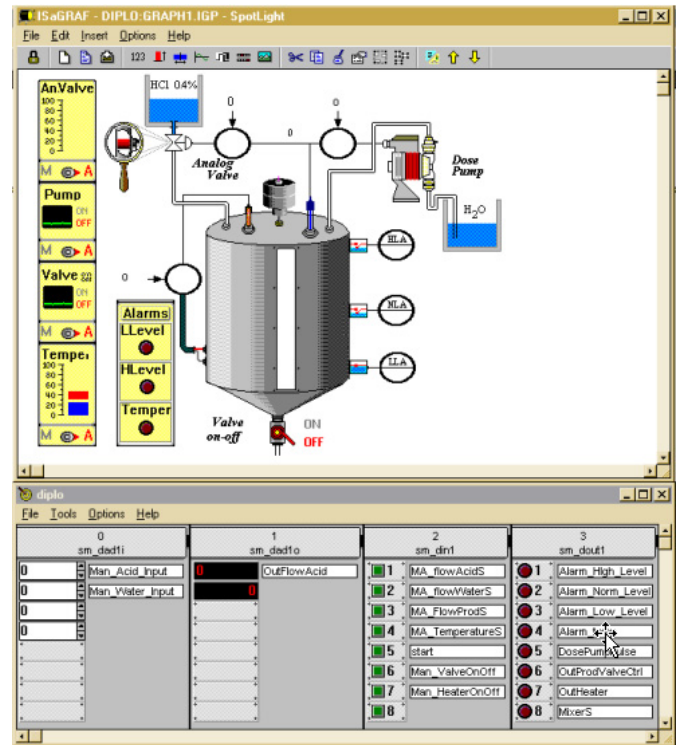 ISaGRAF - DIPLO:GRAPH1.IGP - SpotLight
File Edit Insert Options Help
123
An.Valve
100
80
60
40
20
0
M A
Pump
ON
OFF
M A
Valve
ON
OFF
M A
Temper
100
80
60
40
20
0
M A
HCl 0.4%
0
0
0
Analog
Valve
Dose
Pump
H2O
HLA
NLA
LLA
0
Alarms
LLevel
HLevel
Temper
Valve
on-off
ON
OFF
diplo
File Tools Options Help
0
sm_dad1i
0 Man_Acid_Input
0 Man_Water_Input
0
0
1
sm_dad1o
0 OutFlowAcid
0
2
sm_din1
1 MA_flowAcidS
2 MA_flowWaterS
3 MA_FlowProdS
4 MA_TemperatureS
5 start
6 Man_ValveOnOff
7 Man_HeaterOnOff
8
3
sm_dout1
1 Alarm_HIgh_Level
2 Alarm_Norm_Level
3 Alarm_Low_Level
4 Alarm_
5 DosePumpPulse
6 OutProdValveCtrl
7 OutHeater
8 MixerS